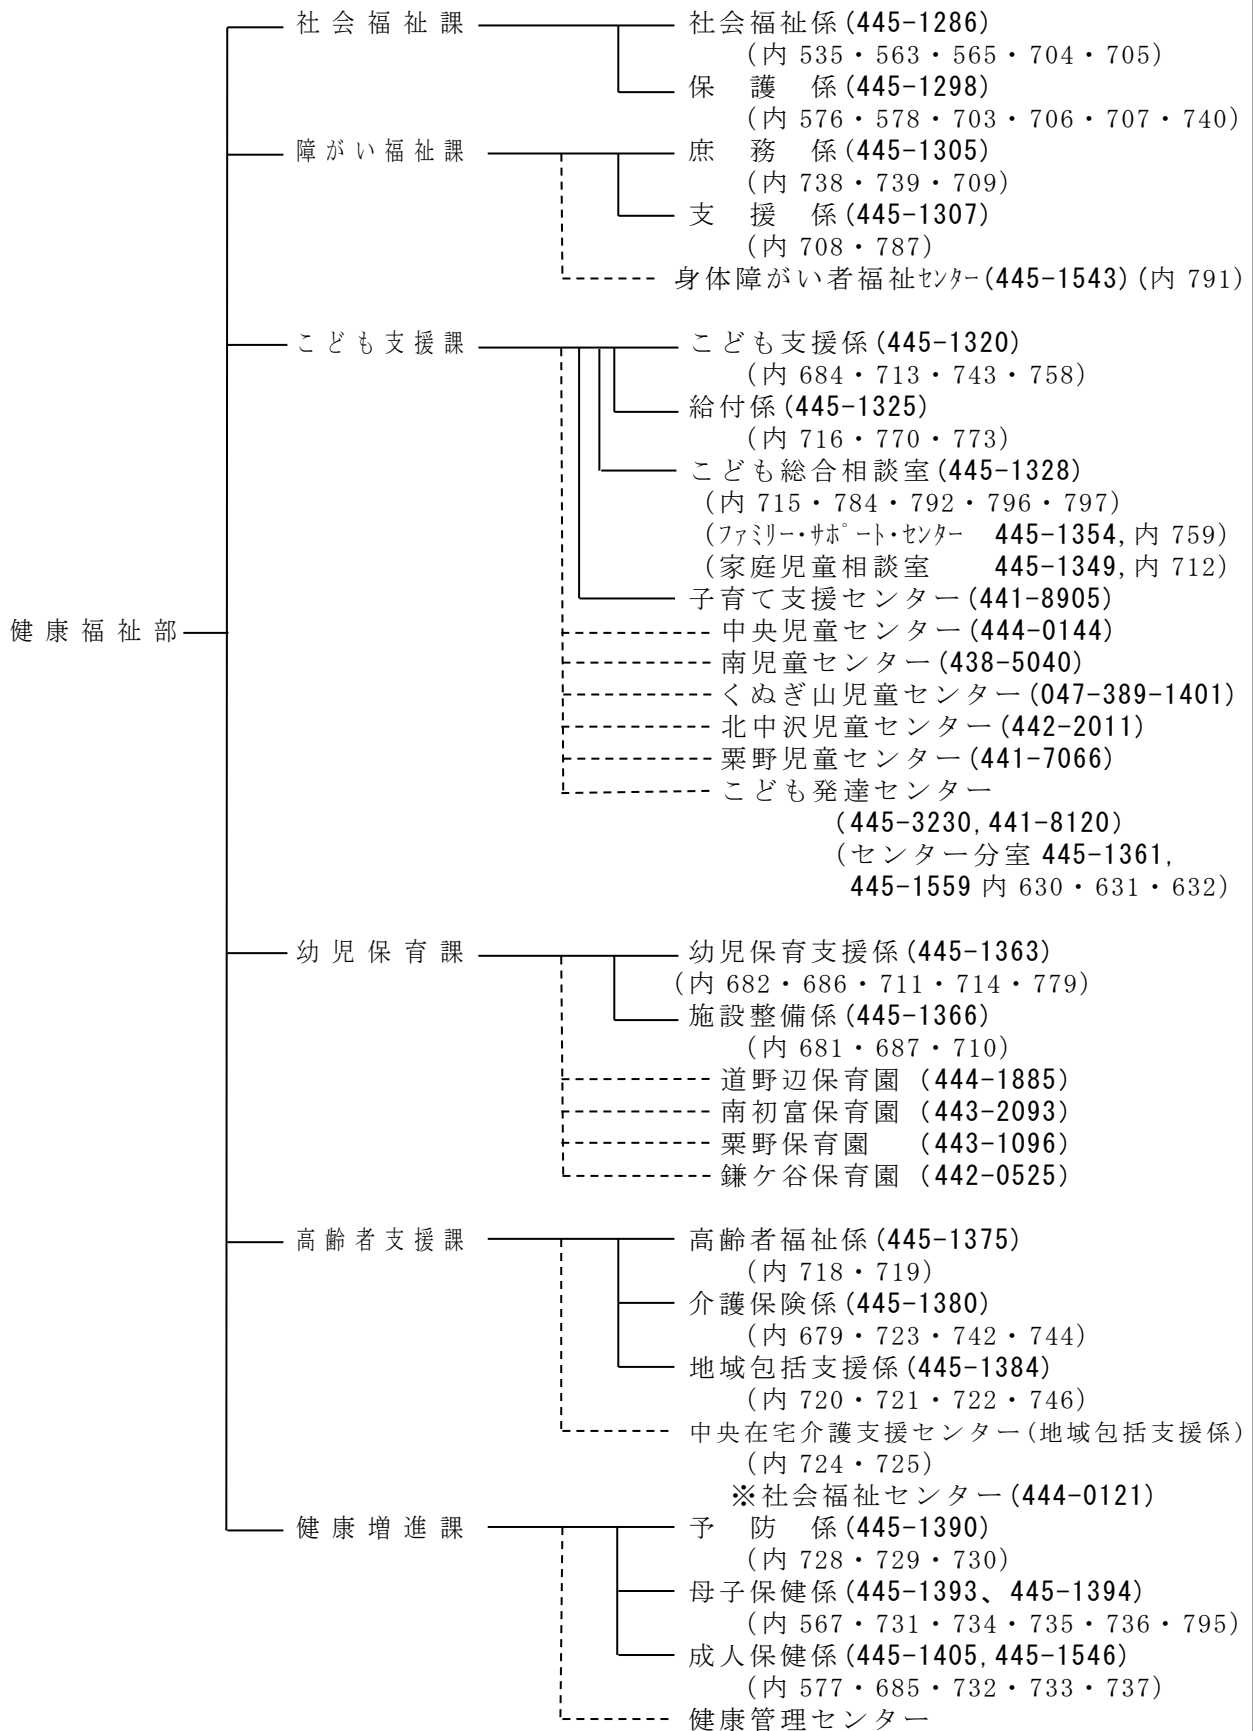 社会福祉課 社会福祉係(445-1286)
(内 535・563・565・704・705)
保 護 係(445-1298)
(内 576・578・703・706・707・740)
障がい福祉課 庶 務 係(445-1305)
(内 738・739・709)
支 援 係(445-1307)
(内 708・787)
身体障がい者福祉ｾﾝﾀｰ(445-1543)(内 791)
こども支援課 こども支援係(445-1320)
(内 684・713・743・758)
給付係(445-1325)
(内 716・770・773)
こども総合相談室(445-1328)
(内 715・784・792・796・797)
(ﾌｧﾐﾘｰ・ｻﾎﾟｰﾄ・ｾﾝﾀｰ 445-1354,内 759)
(家庭児童相談室 445-1349,内 712)
子育て支援センター(441-8905)
健康福祉部 中央児童センター(444-0144)
南児童センター(438-5040)
くぬぎ山児童センター(047-389-1401)
北中沢児童センター(442-2011)
粟野児童センター(441-7066)
こども発達センター
(445-3230,441-8120)
(センター分室 445-1361,
445-1559 内 630・631・632)
幼児保育課 幼児保育支援係(445-1363)
(内 682・686・711・714・779)
施設整備係(445-1366)
(内 681・687・710)
道野辺保育園 (444-1885)
南初富保育園 (443-2093)
粟野保育園 (443-1096)
鎌ケ谷保育園 (442-0525)
高齢者支援課 高齢者福祉係(445-1375)
(内 718・719)
介護保険係(445-1380)
(内 679・723・742・744)
地域包括支援係(445-1384)
(内 720・721・722・746)
中央在宅介護支援センター(地域包括支援係)
(内 724・725)
※社会福祉センター(444-0121)
健康増進課 予 防 係(445-1390)
(内 728・729・730)
母子保健係(445-1393、445-1394)
(内 567・731・734・735・736・795)
成人保健係(445-1405,445-1546)
(内 577・685・732・733・737)
健康管理センター